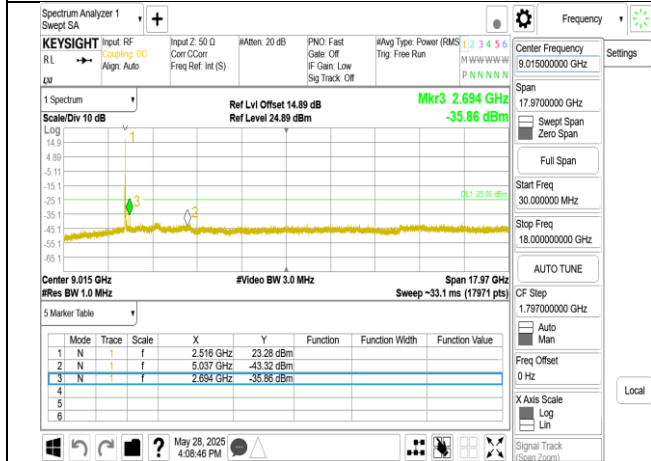 Spectrum Analyzer 1
Swept SA
+
Frequency
KEYSIGHT
RL
LXI
Input: RF
Coupling: DC
Align: Auto
Input Z: 50 Ω
Corr CCorr
Freq Ref: Int (S)
#Atten: 20 dB
PNO: Fast
Gate: Off
IF Gain: Low
Sig Track: Off
#Avg Type: Power (RMS
Trig: Free Run
1 2 3 4 5 6
M W W W W W
P N N N N N
Center Frequency
9.015000000 GHz
Settings
Span
17.9700000 GHz
Swept Span
Zero Span
Full Span
Start Freq
30.000000 MHz
Stop Freq
18.000000000 GHz
AUTO TUNE
CF Step
1.797000000 GHz
Auto
Man
Freq Offset
0 Hz
X Axis Scale
Log
Lin
Local
Signal Track
(Span Zoom)
1 Spectrum
Scale/Div 10 dB
Ref Lvl Offset 14.89 dB
Ref Level 24.89 dBm
Mkr3 2.694 GHz
-35.86 dBm
Log
14.9
4.89
-5.11
-15.1
-25.1
-35.1
-45.1
-55.1
-65.1
1
3
2
DL1 -25.00 dBm
Center 9.015 GHz
#Res BW 1.0 MHz
#Video BW 3.0 MHz
Span 17.97 GHz
Sweep ~33.1 ms (17971 pts)
5 Marker Table
Mode Trace Scale X Y Function Function Width Function Value
1 N 1 f 2.516 GHz 23.28 dBm
2 N 1 f 5.037 GHz -43.32 dBm
3 N 1 f 2.694 GHz -35.86 dBm
4
5
6
?
May 28, 2025
4:08:46 PM